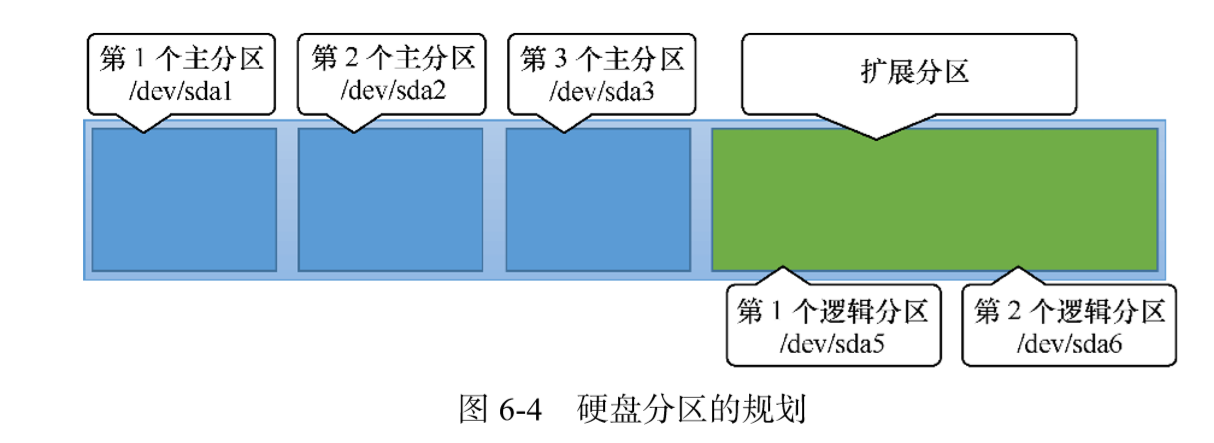 第 1 个主分区
/dev/sda1
第 2 个主分区
/dev/sda2
第 3 个主分区
/dev/sda3
扩展分区
第 1 个逻辑分区
/dev/sda5
第 2 个逻辑分区
/dev/sda6
图 6-4 硬盘分区的规划